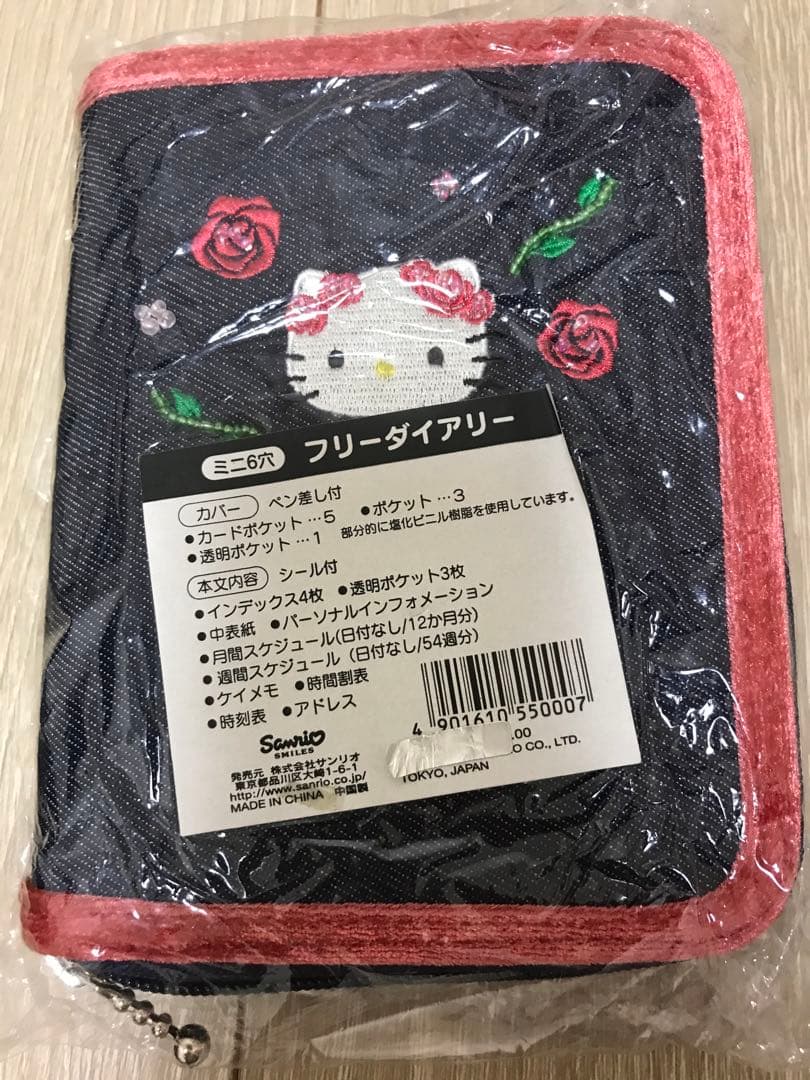 ミニ6穴 フリーダイアリー
カバー ペン差し付
●カードポケット…5 ●ポケット…3
●透明ポケット…1 部分的に塩化ビニル樹脂を使用しています。
本文内容 シール付
●インデックス4枚 ●透明ポケット3枚
●中表紙 ●パーソナルインフォメーション
●月間スケジュール(日付なし/12か月分)
●週間スケジュール(日付なし/54週分)
●ケイメモ ●時間割表
●時刻表 ●アドレス
4 901610 550007
Sanrio
SMILES
.00
発売元 株式会社サンリオ
O CO., LTD.
東京都品川区大崎1-6-1
TOKYO, JAPAN
http://www.sanrio.co.jp/
MADE IN CHINA 中国製